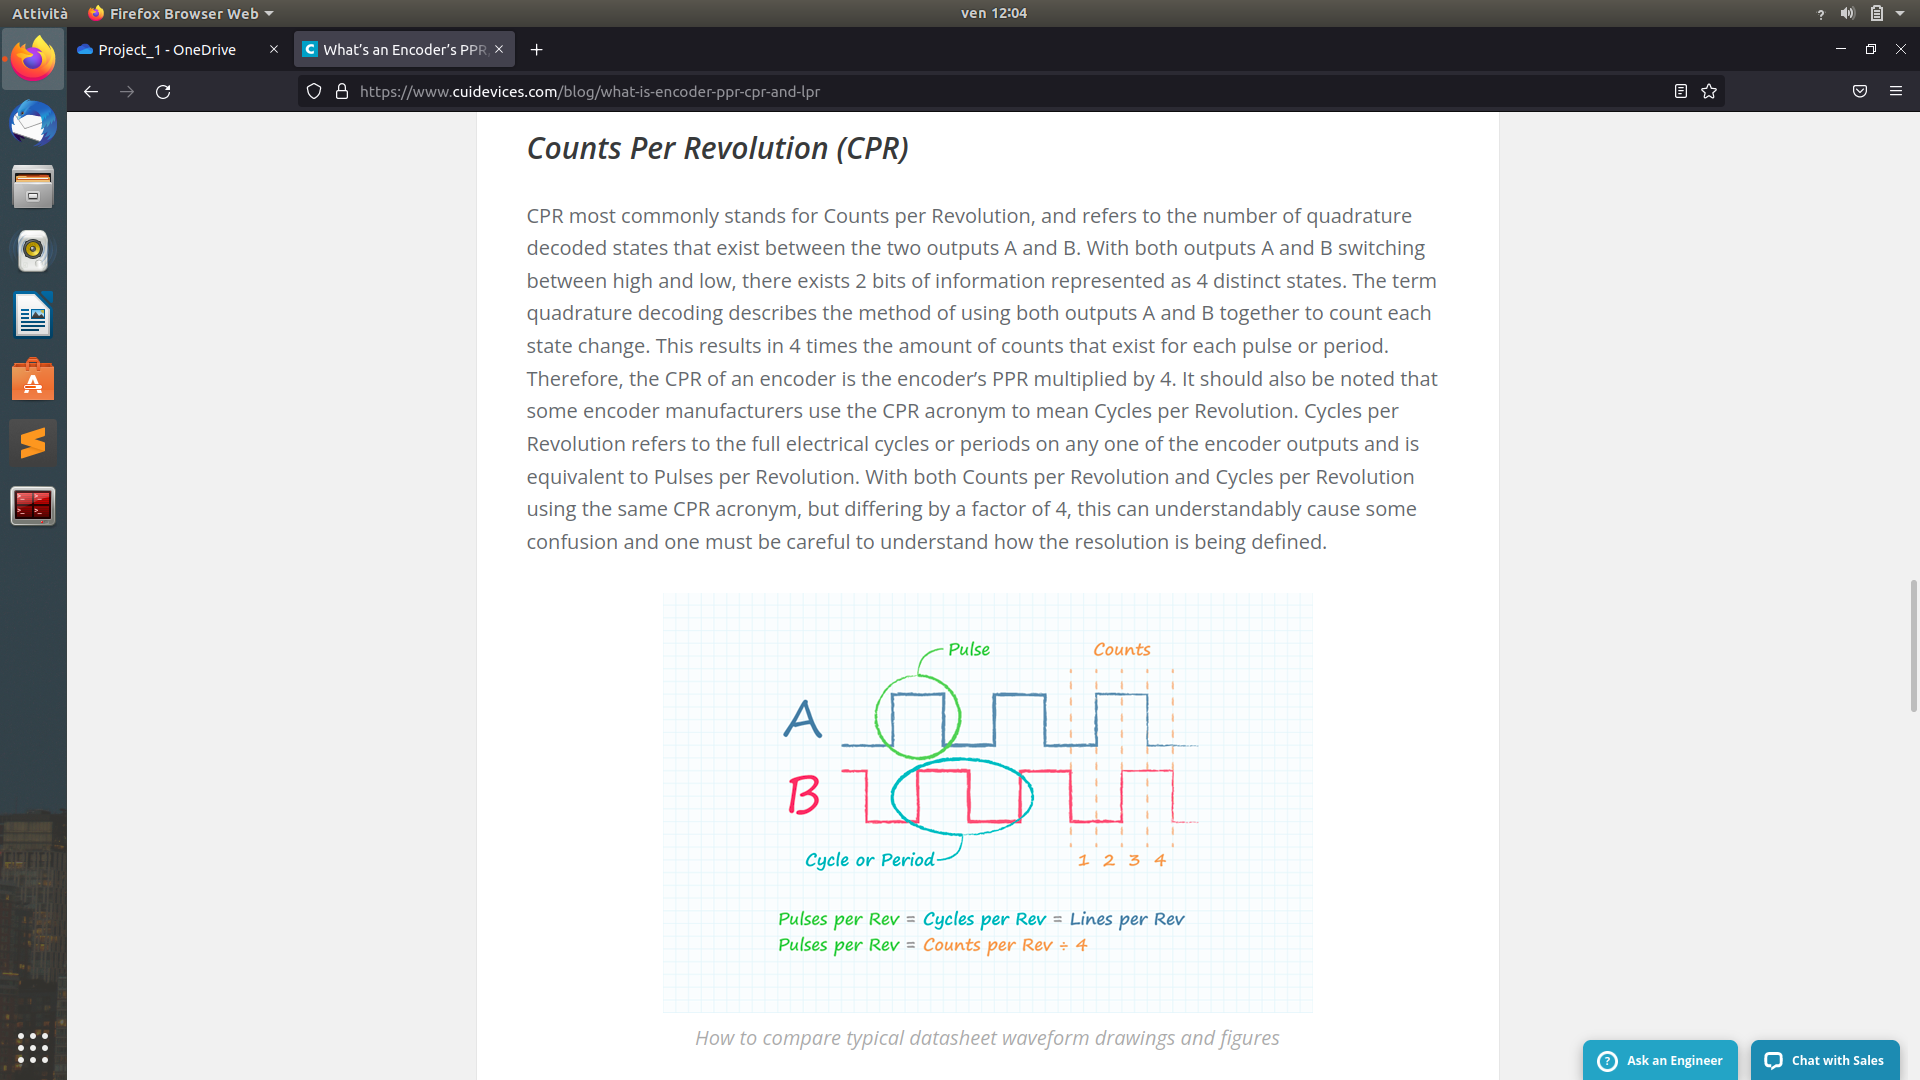 Attività
Firefox Browser Web
ven 12:04
Project_1 - OneDrive
What's an Encoder's PPR,
https://www.cuidevices.com/blog/what-is-encoder-ppr-cpr-and-lpr
Counts Per Revolution (CPR)
CPR most commonly stands for Counts per Revolution, and refers to the number of quadrature
decoded states that exist between the two outputs A and B. With both outputs A and B switching
between high and low, there exists 2 bits of information represented as 4 distinct states. The term
quadrature decoding describes the method of using both outputs A and B together to count each
state change. This results in 4 times the amount of counts that exist for each pulse or period.
Therefore, the CPR of an encoder is the encoder's PPR multiplied by 4. It should also be noted that
some encoder manufacturers use the CPR acronym to mean Cycles per Revolution. Cycles per
Revolution refers to the full electrical cycles or periods on any one of the encoder outputs and is
equivalent to Pulses per Revolution. With both Counts per Revolution and Cycles per Revolution
using the same CPR acronym, but differing by a factor of 4, this can understandably cause some
confusion and one must be careful to understand how the resolution is being defined.
Pulse
Counts
A
B
Cycle or Period
1 2 3 4
Pulses per Rev = Cycles per Rev = Lines per Rev
Pulses per Rev = Counts per Rev ÷ 4
How to compare typical datasheet waveform drawings and figures
Ask an Engineer
Chat with Sales